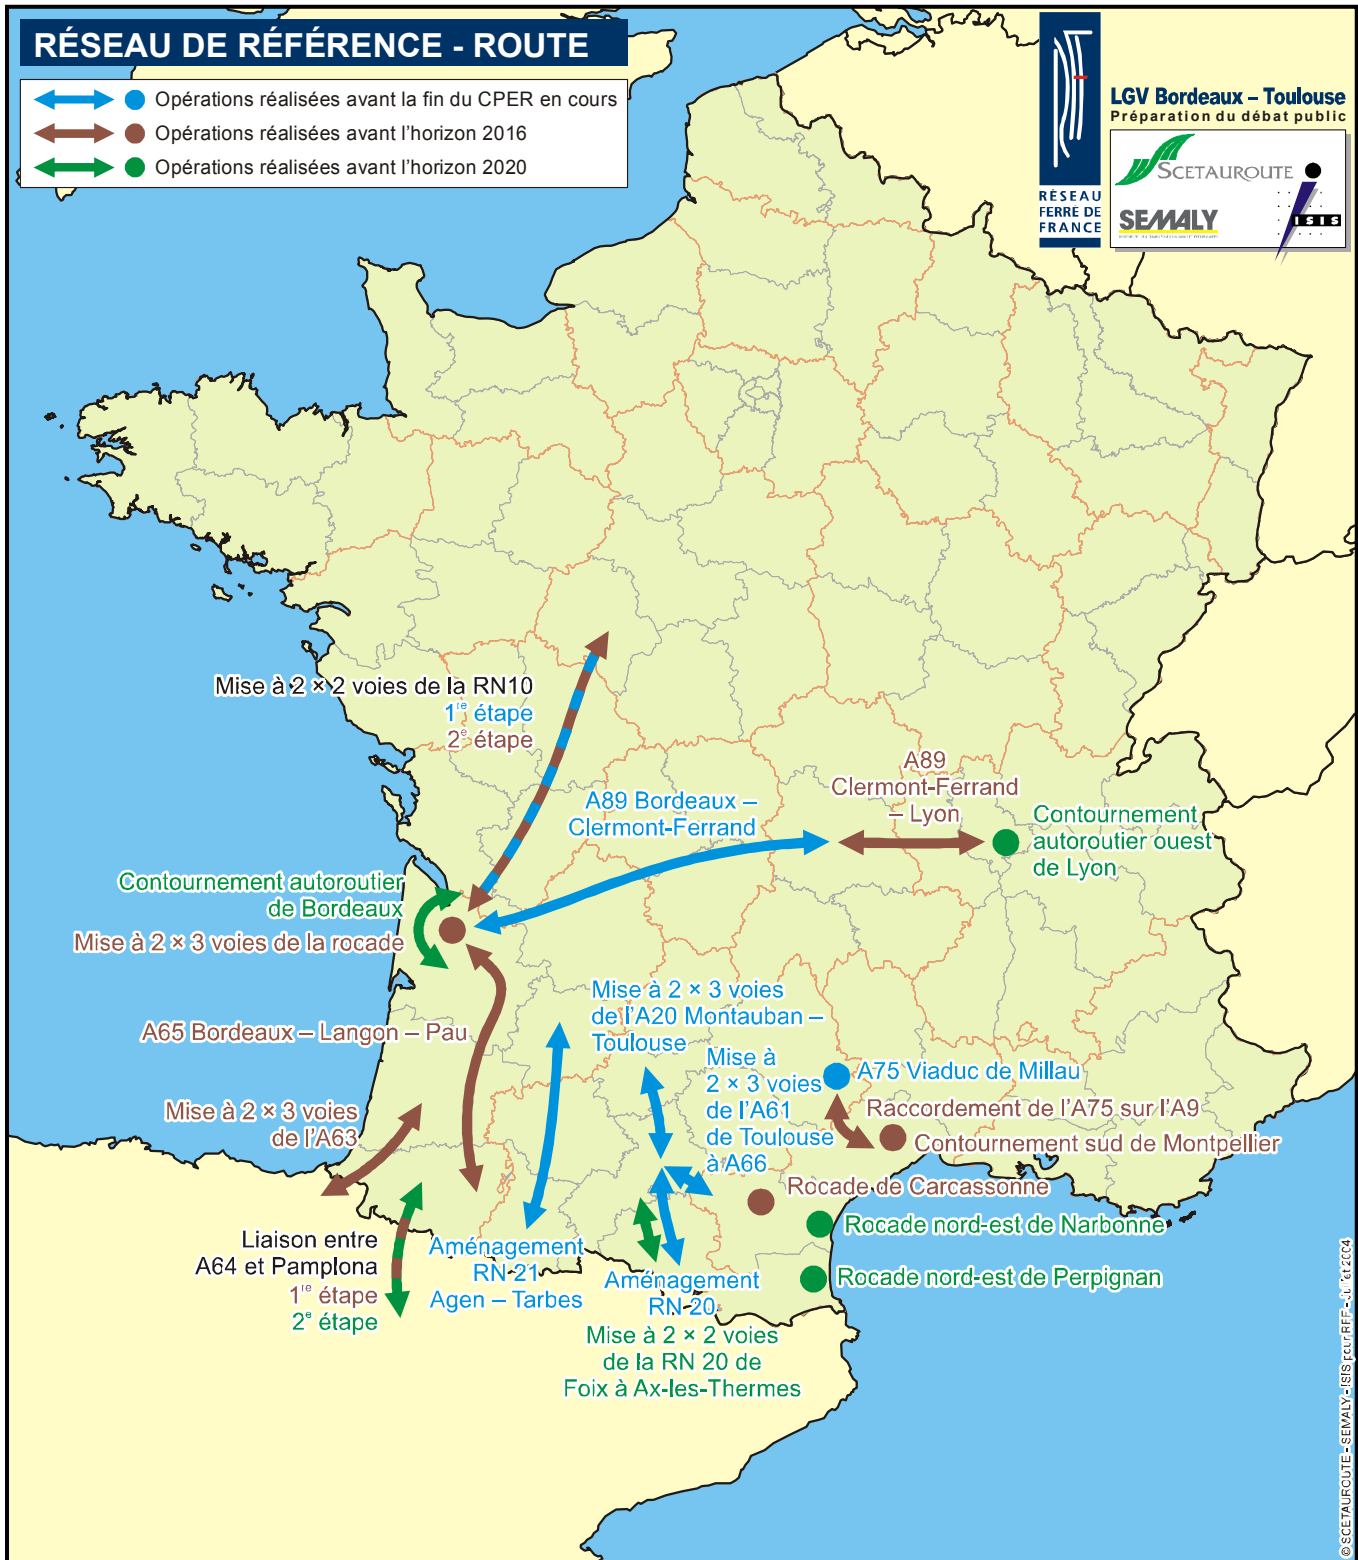 RÉSEAU DE RÉFÉRENCE - ROUTE
Opérations réalisées avant la fin du CPER en cours
Opérations réalisées avant l'horizon 2016
Opérations réalisées avant l'horizon 2020
RÉSEAU
FERRÉ DE
FRANCE
LGV Bordeaux – Toulouse
Préparation du débat public
SCETAUROUTE
SEMALY
ISIS
Mise à 2 × 2 voies de la RN10
1re étape
2e étape
A89 Bordeaux –
Clermont-Ferrand
A89
Clermont-Ferrand
– Lyon
Contournement
autoroutier ouest
de Lyon
Contournement autoroutier
de Bordeaux
Mise à 2 × 3 voies de la rocade
A65 Bordeaux – Langon – Pau
Mise à 2 × 3 voies
de l'A20 Montauban –
Toulouse
Mise à
2 × 3 voies
de l'A61
de Toulouse
à A66
A75 Viaduc de Millau
Raccordement de l'A75 sur l'A9
Contournement sud de Montpellier
Mise à 2 × 3 voies
de l'A63
Rocade de Carcassonne
Rocade nord-est de Narbonne
Rocade nord-est de Perpignan
Liaison entre
A64 et Pamplona
1re étape
2e étape
Aménagement
RN 21
Agen – Tarbes
Aménagement
RN 20
Mise à 2 × 2 voies
de la RN 20 de
Foix à Ax-les-Thermes
© SCETAUROUTE - SEMALY - ISIS pour RFF - Juillet 2004